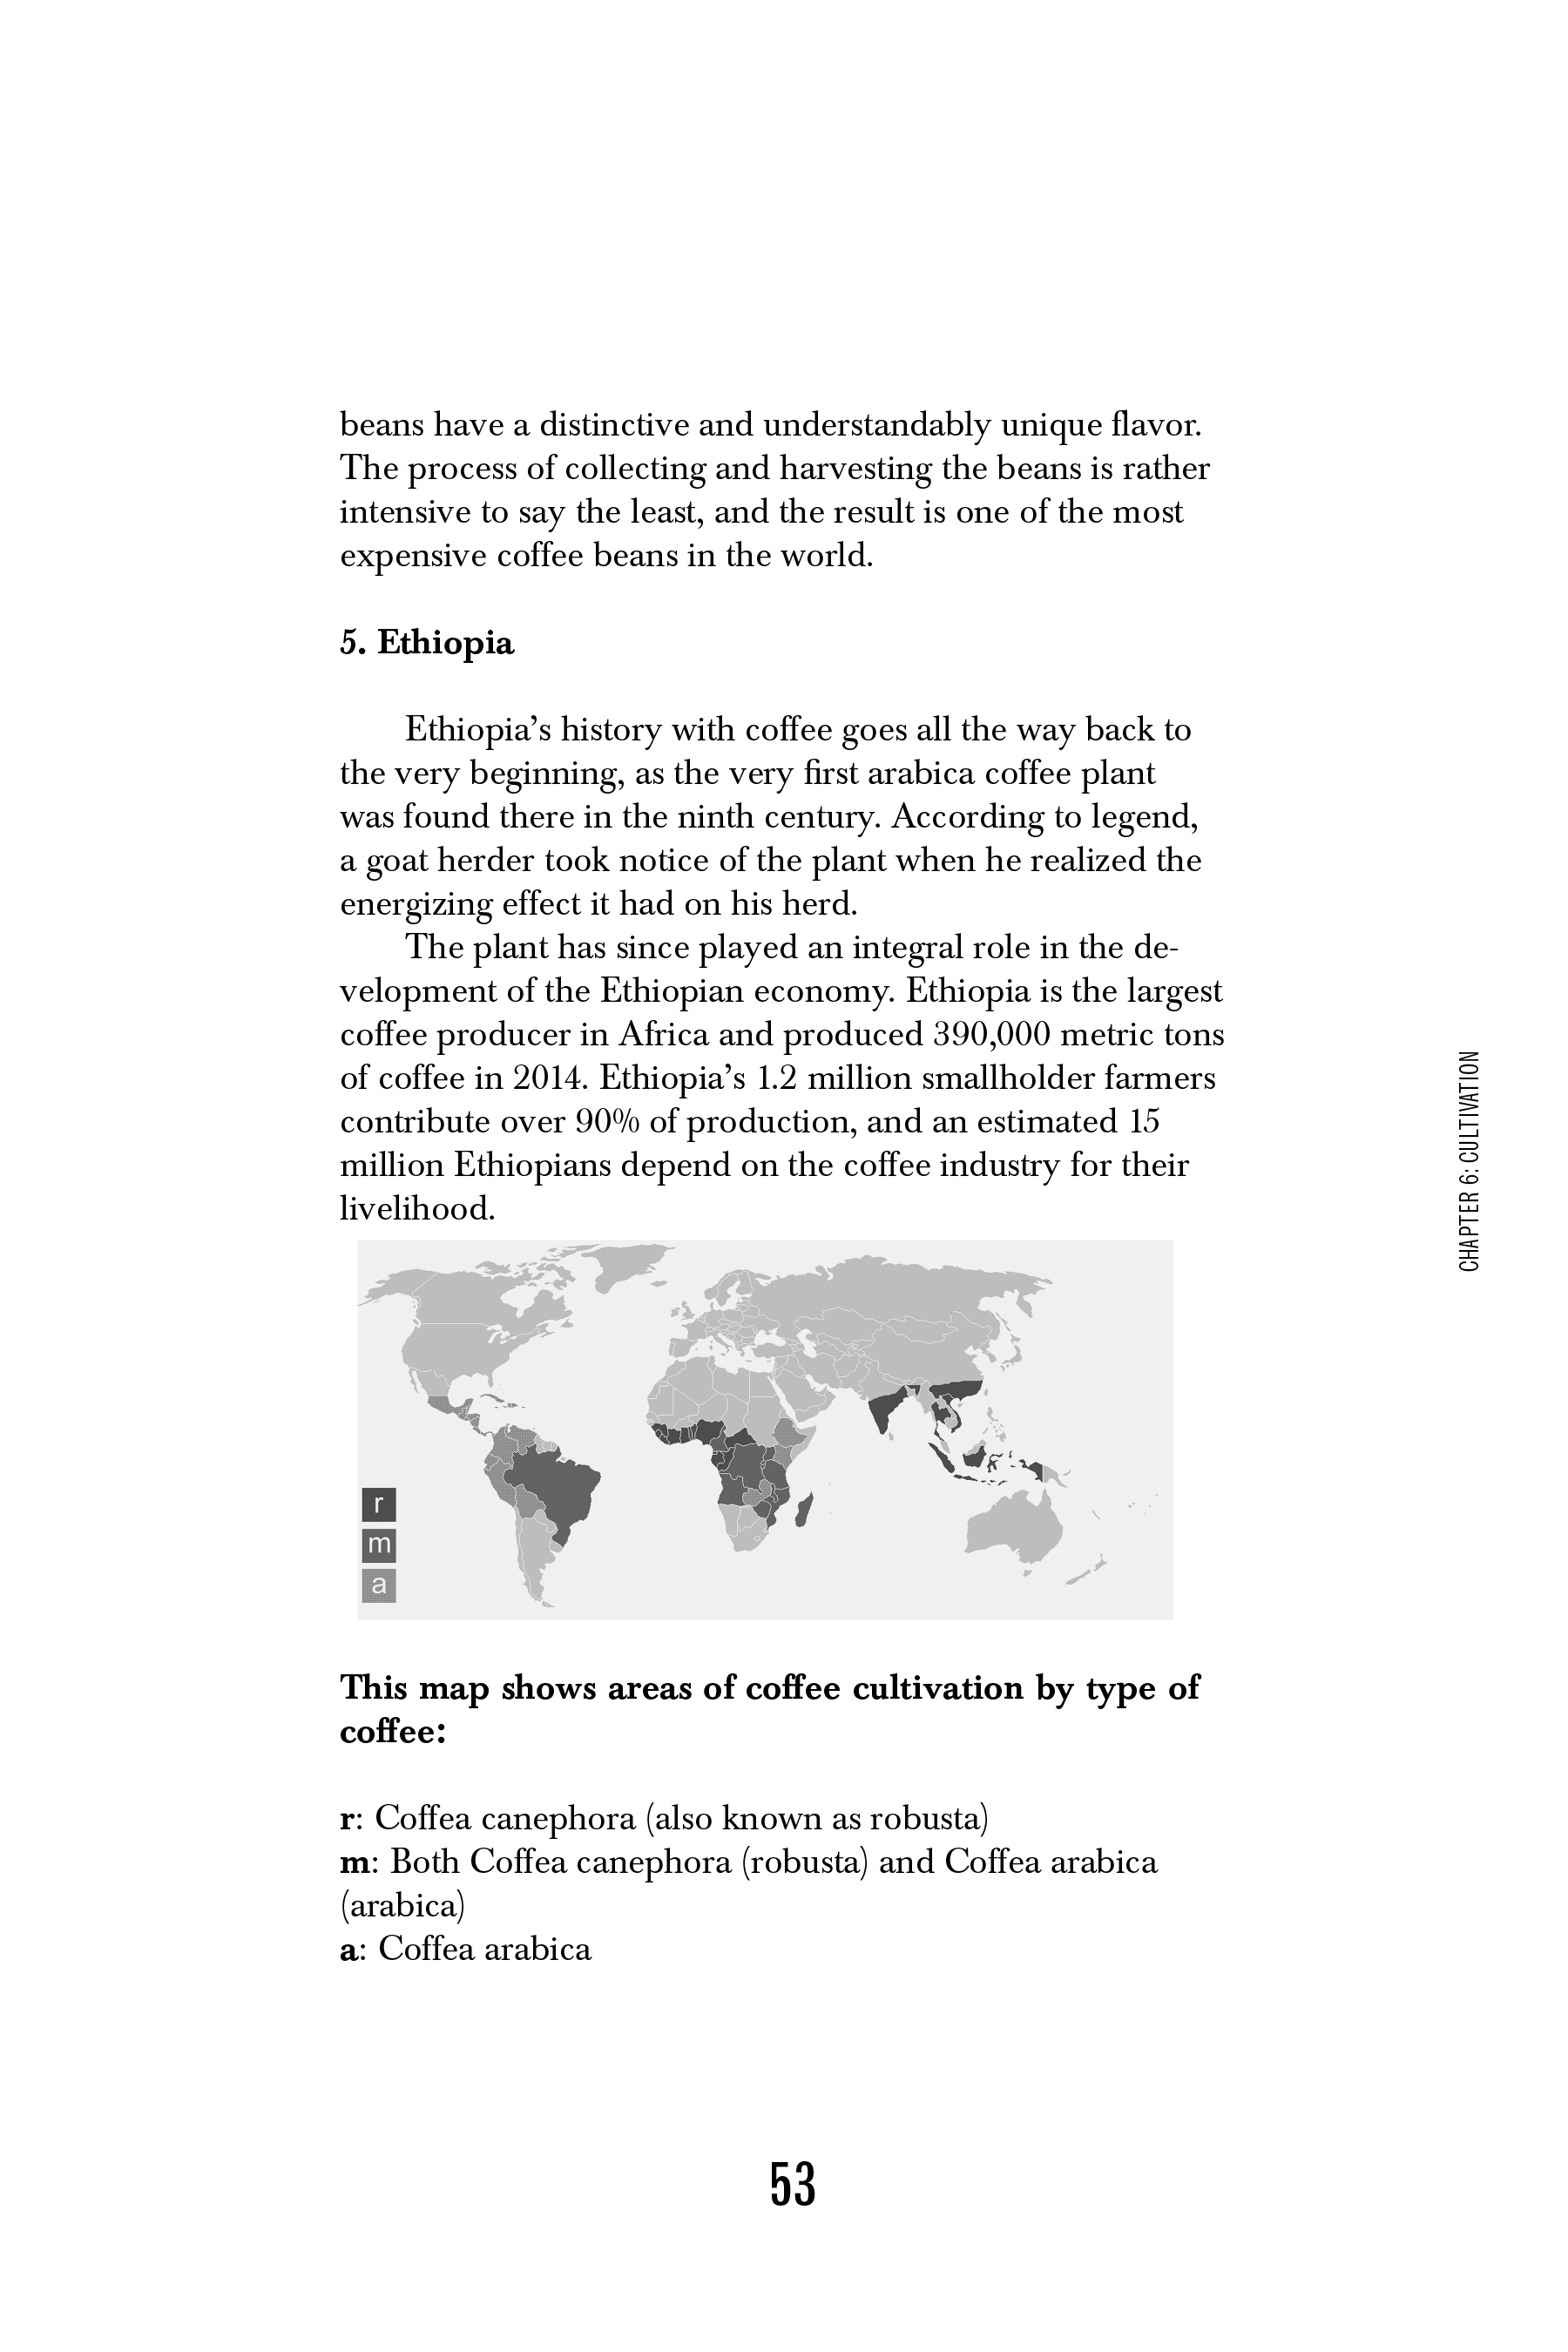 beans have a distinctive and understandably unique flavor.
The process of collecting and harvesting the beans is rather
intensive to say the least, and the result is one of the most
expensive coffee beans in the world.
5. Ethiopia
Ethiopia’s history with coffee goes all the way back to
the very beginning, as the very first arabica coffee plant
was found there in the ninth century. According to legend,
a goat herder took notice of the plant when he realized the
energizing effect it had on his herd.
The plant has since played an integral role in the de-
velopment of the Ethiopian economy. Ethiopia is the largest
coffee producer in Africa and produced 390,000 metric tons
of coffee in 2014. Ethiopia’s 1.2 million smallholder farmers
contribute over 90% of production, and an estimated 15
million Ethiopians depend on the coffee industry for their
livelihood.
r
m
a
This map shows areas of coffee cultivation by type of
coffee:
r: Coffea canephora (also known as robusta)
m: Both Coffea canephora (robusta) and Coffea arabica
(arabica)
a: Coffea arabica
CHAPTER 6: CULTIVATION
53